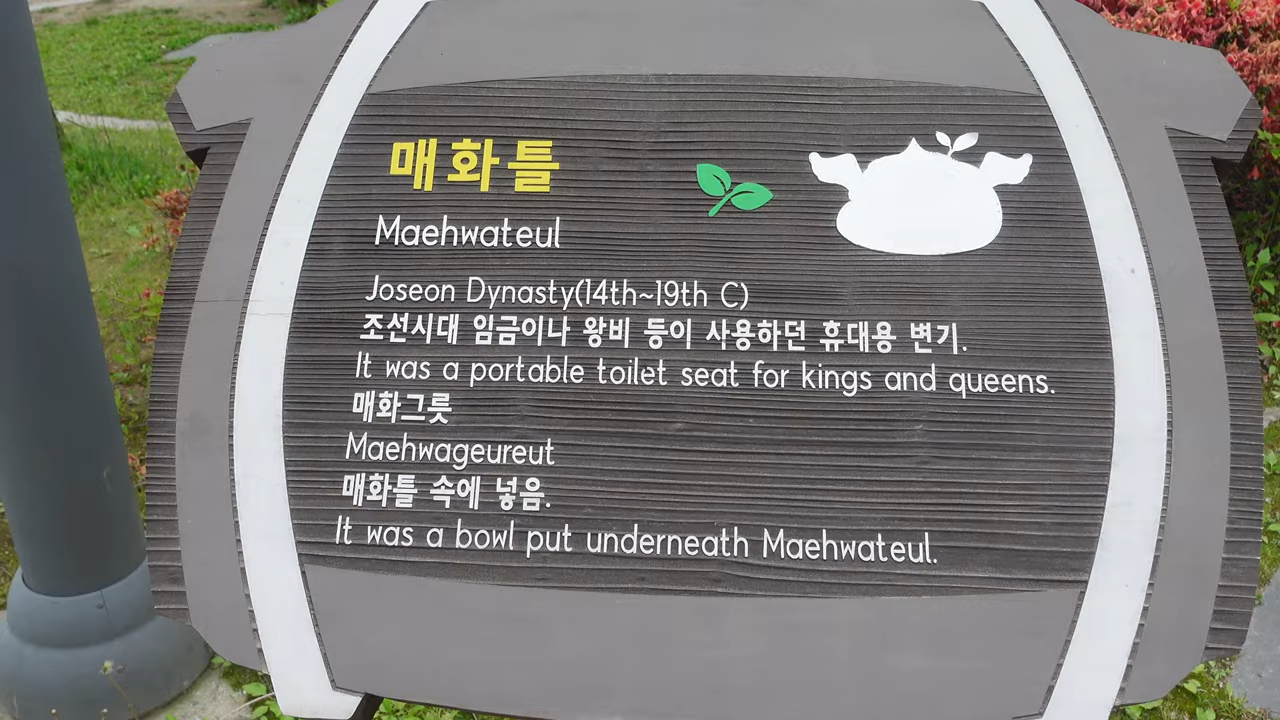 매화틀
Maehwateul
Joseon Dynasty(14th~19th C)
조선시대 임금이나 왕비 등이 사용하던 휴대용 변기.
It was a portable toilet seat for kings and queens.
매화그릇
Maehwageureut
매화틀 속에 넣음.
It was a bowl put underneath Maehwateul.